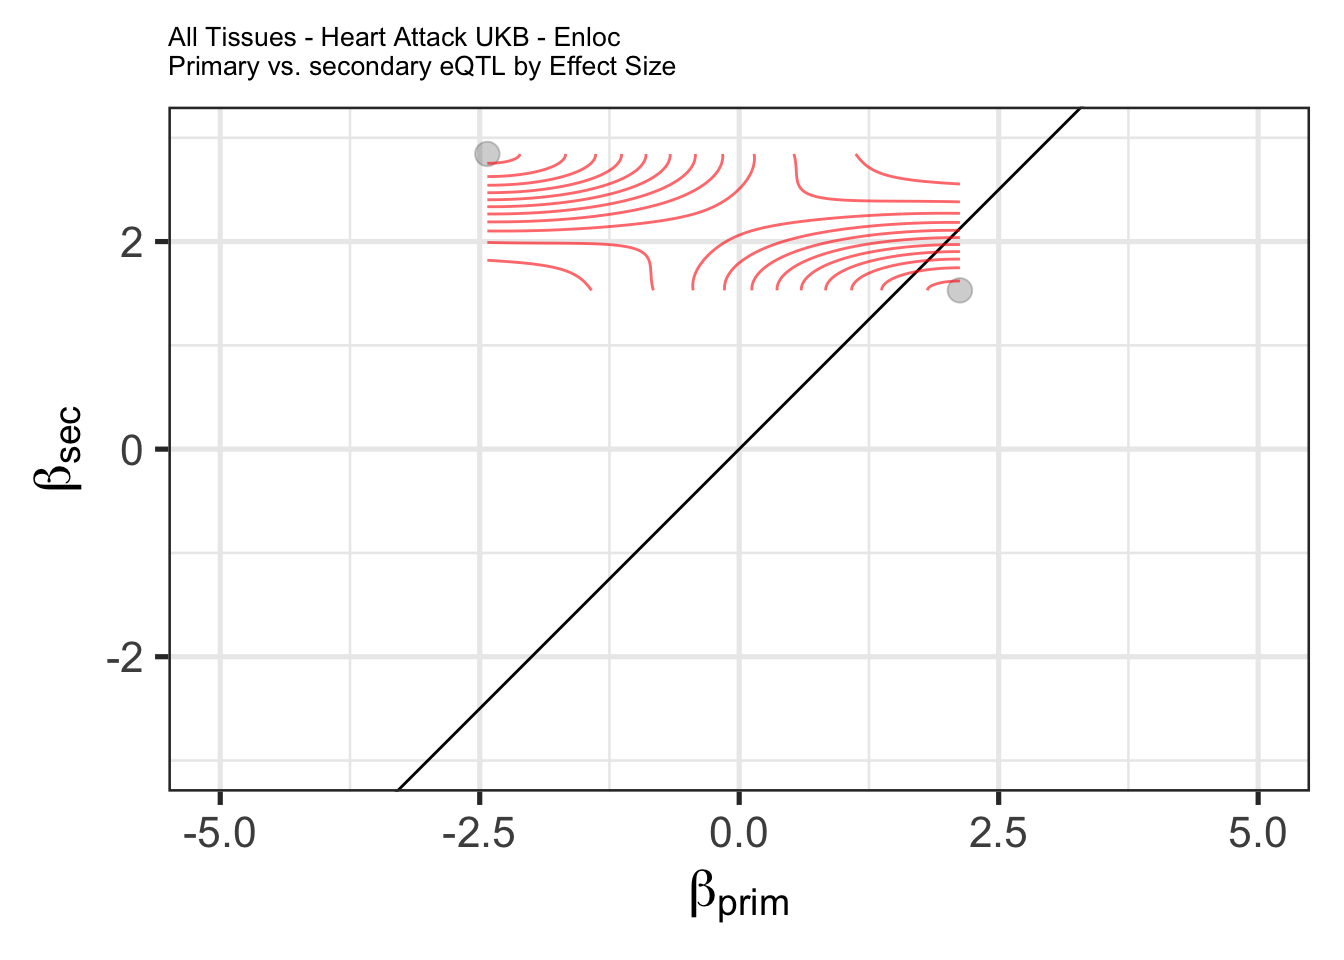 All Tissues - Heart Attack UKB - Enloc
Primary vs. secondary eQTL by Effect Size
2
0
-2
βsec
-5.0 -2.5 0.0 2.5 5.0
βprim